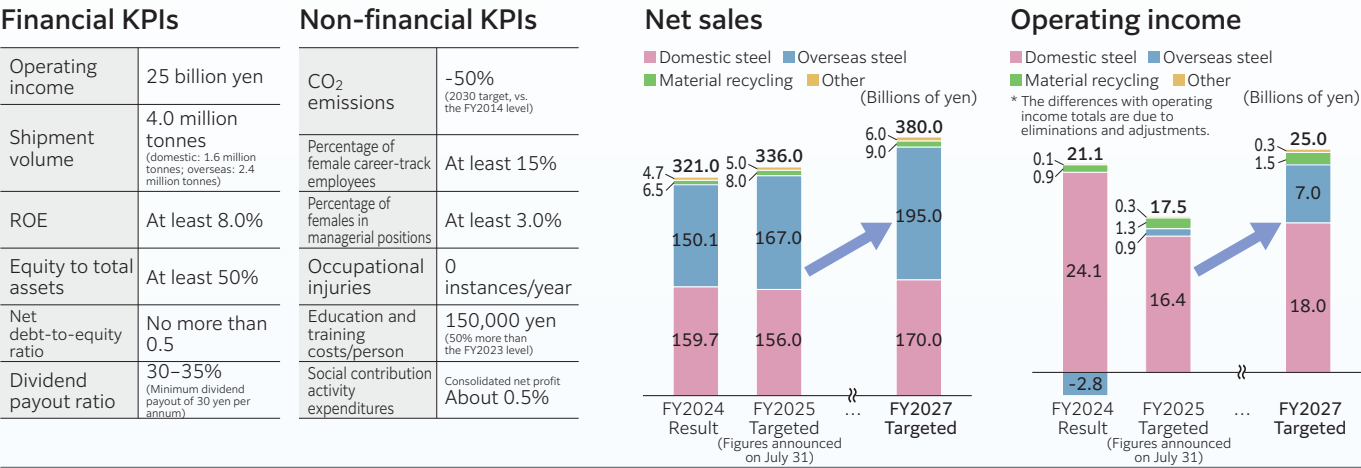 Financial KPIs
Operating
income
25 billion yen
Shipment
volume
4.0 million
tonnes
(domestic: 1.6 million
tonnes; overseas: 2.4
million tonnes)
ROE
At least 8.0%
Equity to total
assets
At least 50%
Net
debt-to-equity
ratio
No more than
0.5
Dividend
payout ratio
30–35%
(Minimum dividend
payout of 30 yen per
annum)
Non-financial KPIs
CO2
emissions
-50%
(2030 target, vs.
the FY2014 level)
Percentage of
female career-track
employees
At least 15%
Percentage of
females in
managerial positions
At least 3.0%
Occupational
injuries
0
instances/year
Education and
training
costs/person
150,000 yen
(50% more than
the FY2023 level)
Social contribution
activity
expenditures
Consolidated net profit
About 0.5%
Net sales
Domestic steel Overseas steel
Material recycling Other
(Billions of yen)
4.7
6.5
321.0
150.1
159.7
5.0
8.0
336.0
167.0
156.0
6.0
9.0
380.0
195.0
170.0
FY2024
Result
FY2025
Targeted
(Figures announced
on July 31)
...
FY2027
Targeted
Operating income
Domestic steel Overseas steel
Material recycling Other
* The differences with operating
income totals are due to
eliminations and adjustments.
(Billions of yen)
0.1
0.9
21.1
24.1
-2.8
0.3
1.3
0.9
17.5
16.4
0.3
1.5
25.0
7.0
18.0
FY2024
Result
FY2025
Targeted
(Figures announced
on July 31)
...
FY2027
Targeted